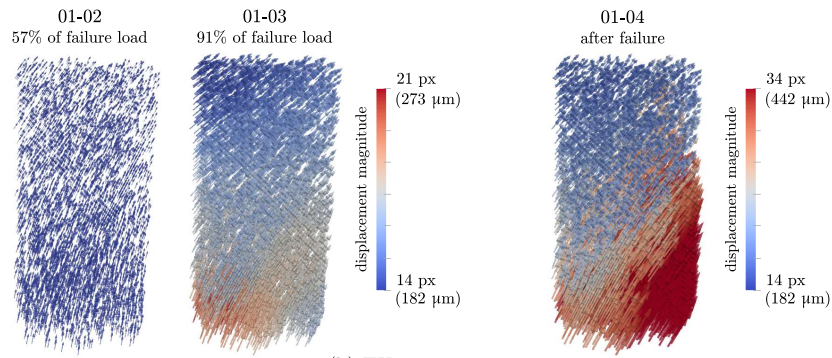 01-02
57% of failure load
01-03
91% of failure load
21 px
(273 µm)
displacement magnitude
14 px
(182 µm)
01-04
after failure
34 px
(442 µm)
displacement magnitude
14 px
(182 µm)